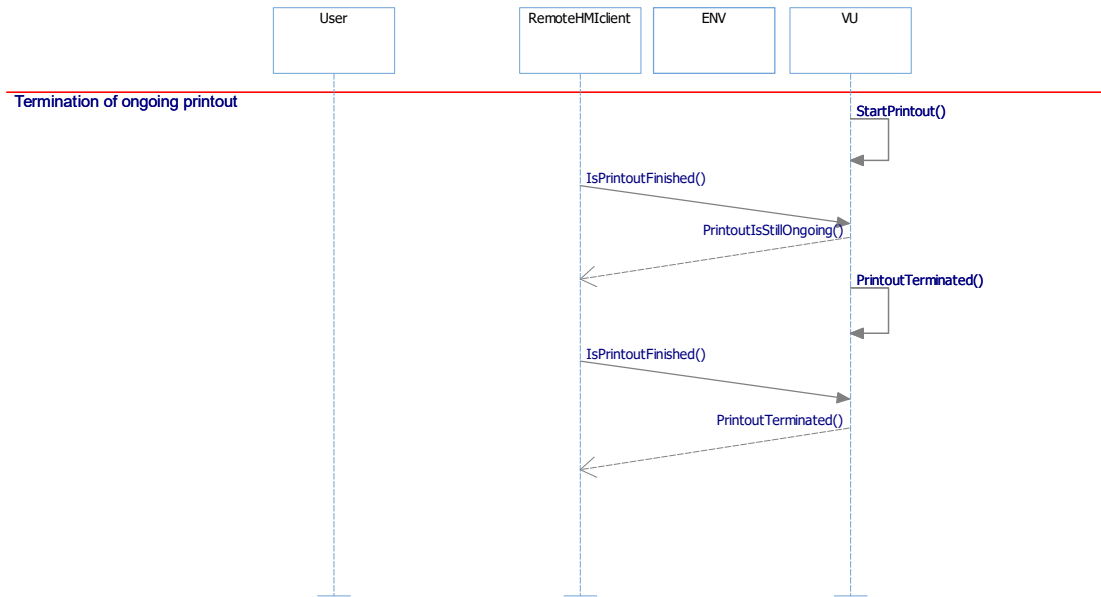 User
RemoteHMIclient
ENV
VU
Termination of ongoing printout
StartPrintout()
IsPrintoutFinished()
PrintoutIsStillOngoing()
PrintoutTerminated()
IsPrintoutFinished()
PrintoutTerminated()